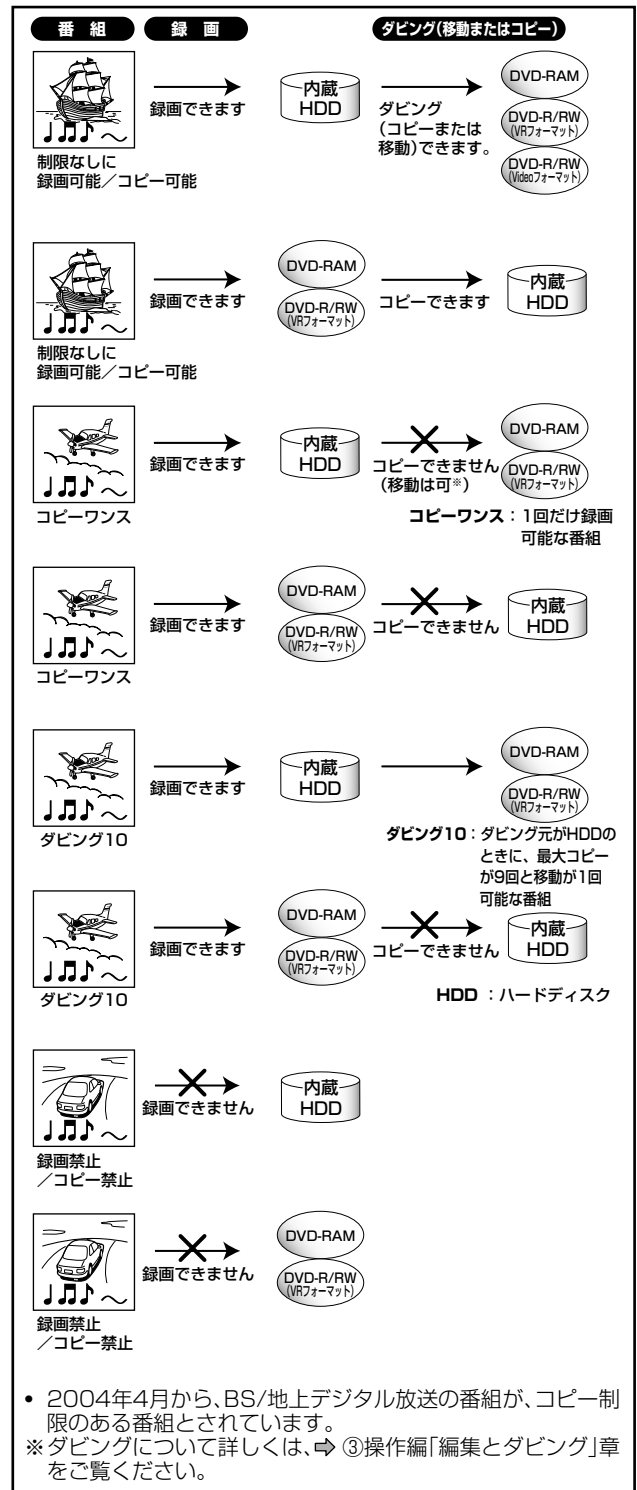 番 組
録 画
ダビング(移動またはコピー)
録画できます
内蔵
HDD
ダビング
(コピーまたは
移動)できます。
DVD-RAM
DVD-R/RW
(VRフォーマット)
DVD-R/RW
(Videoフォーマット)
制限なしに
録画可能／コピー可能
録画できます
DVD-RAM
DVD-R/RW
(VRフォーマット)
コピーできます
内蔵
HDD
制限なしに
録画可能／コピー可能
録画できます
内蔵
HDD
コピーできません
(移動は可※)
DVD-RAM
DVD-R/RW
(VRフォーマット)
コピーワンス
コピーワンス：1回だけ録画
可能な番組
録画できます
DVD-RAM
DVD-R/RW
(VRフォーマット)
コピーできません
内蔵
HDD
コピーワンス
録画できます
内蔵
HDD
DVD-RAM
DVD-R/RW
(VRフォーマット)
ダビング10
ダビング10：ダビング元がHDDの
ときに、最大コピー
が9回と移動が1回
可能な番組
録画できます
DVD-RAM
DVD-R/RW
(VRフォーマット)
コピーできません
内蔵
HDD
ダビング10
HDD ：ハードディスク
録画できません
内蔵
HDD
録画禁止
／コピー禁止
録画できません
DVD-RAM
DVD-R/RW
(VRフォーマット)
録画禁止
／コピー禁止
• 2004年4月から、BS/地上デジタル放送の番組が、コピー制
限のある番組とされています。
※ダビングについて詳しくは、⇨ ③操作編「編集とダビング」章
をご覧ください。